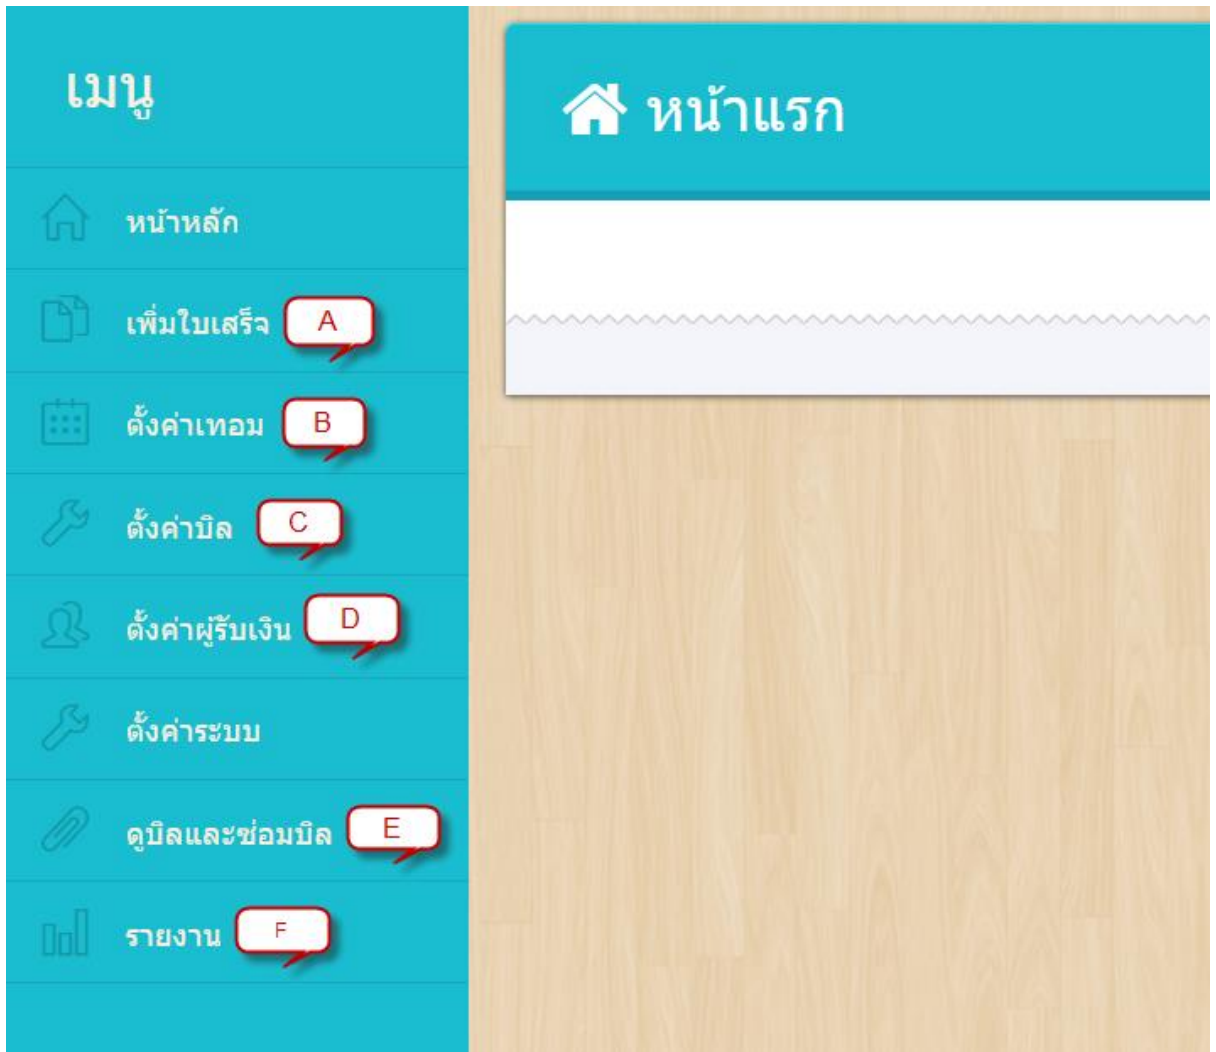 เมนู
หน้าแรก
หน้าหลัก
เพิ่มใบเสร็จ A
ตั้งค่าเทอม B
ตั้งค่าบิล C
ตั้งค่าผู้รับเงิน D
ตั้งค่าระบบ
ดูบิลและซ่อมบิล E
รายงาน F